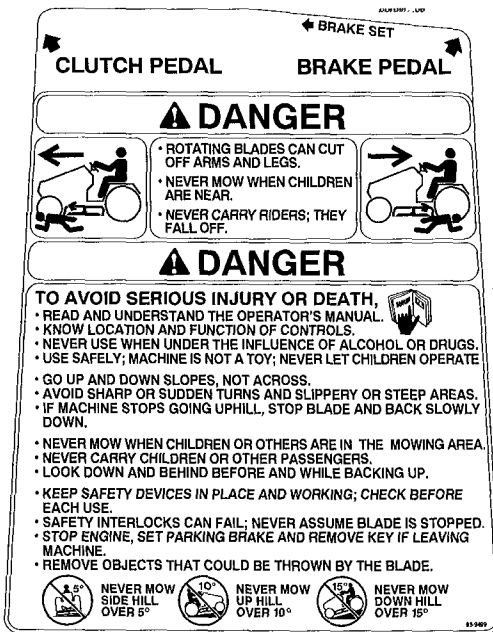 ← BRAKE SET
CLUTCH PEDAL BRAKE PEDAL
DANGER
• ROTATING BLADES CAN CUT
OFF ARMS AND LEGS.
• NEVER MOW WHEN CHILDREN
ARE NEAR.
• NEVER CARRY RIDERS; THEY
FALL OFF.
DANGER
TO AVOID SERIOUS INJURY OR DEATH,
• READ AND UNDERSTAND THE OPERATOR'S MANUAL.
• KNOW LOCATION AND FUNCTION OF CONTROLS.
• NEVER USE WHEN UNDER THE INFLUENCE OF ALCOHOL OR DRUGS.
• USE SAFELY; MACHINE IS NOT A TOY; NEVER LET CHILDREN OPERATE
• GO UP AND DOWN SLOPES, NOT ACROSS.
• AVOID SHARP OR SUDDEN TURNS AND SLIPPERY OR STEEP AREAS.
• IF MACHINE STOPS GOING UPHILL, STOP BLADE AND BACK SLOWLY
DOWN.
• NEVER MOW WHEN CHILDREN OR OTHERS ARE IN THE MOWING AREA.
• NEVER CARRY CHILDREN OR OTHER PASSENGERS.
• LOOK DOWN AND BEHIND BEFORE AND WHILE BACKING UP.
• KEEP SAFETY DEVICES IN PLACE AND WORKING; CHECK BEFORE
EACH USE.
• SAFETY INTERLOCKS CAN FAIL; NEVER ASSUME BLADE IS STOPPED.
• STOP ENGINE, SET PARKING BRAKE AND REMOVE KEY IF LEAVING
MACHINE.
• REMOVE OBJECTS THAT COULD BE THROWN BY THE BLADE.
5°
NEVER MOW
SIDE HILL
OVER 5°
10°
NEVER MOW
UP HILL
OVER 10°
15°
NEVER MOW
DOWN HILL
OVER 15°
93-9499